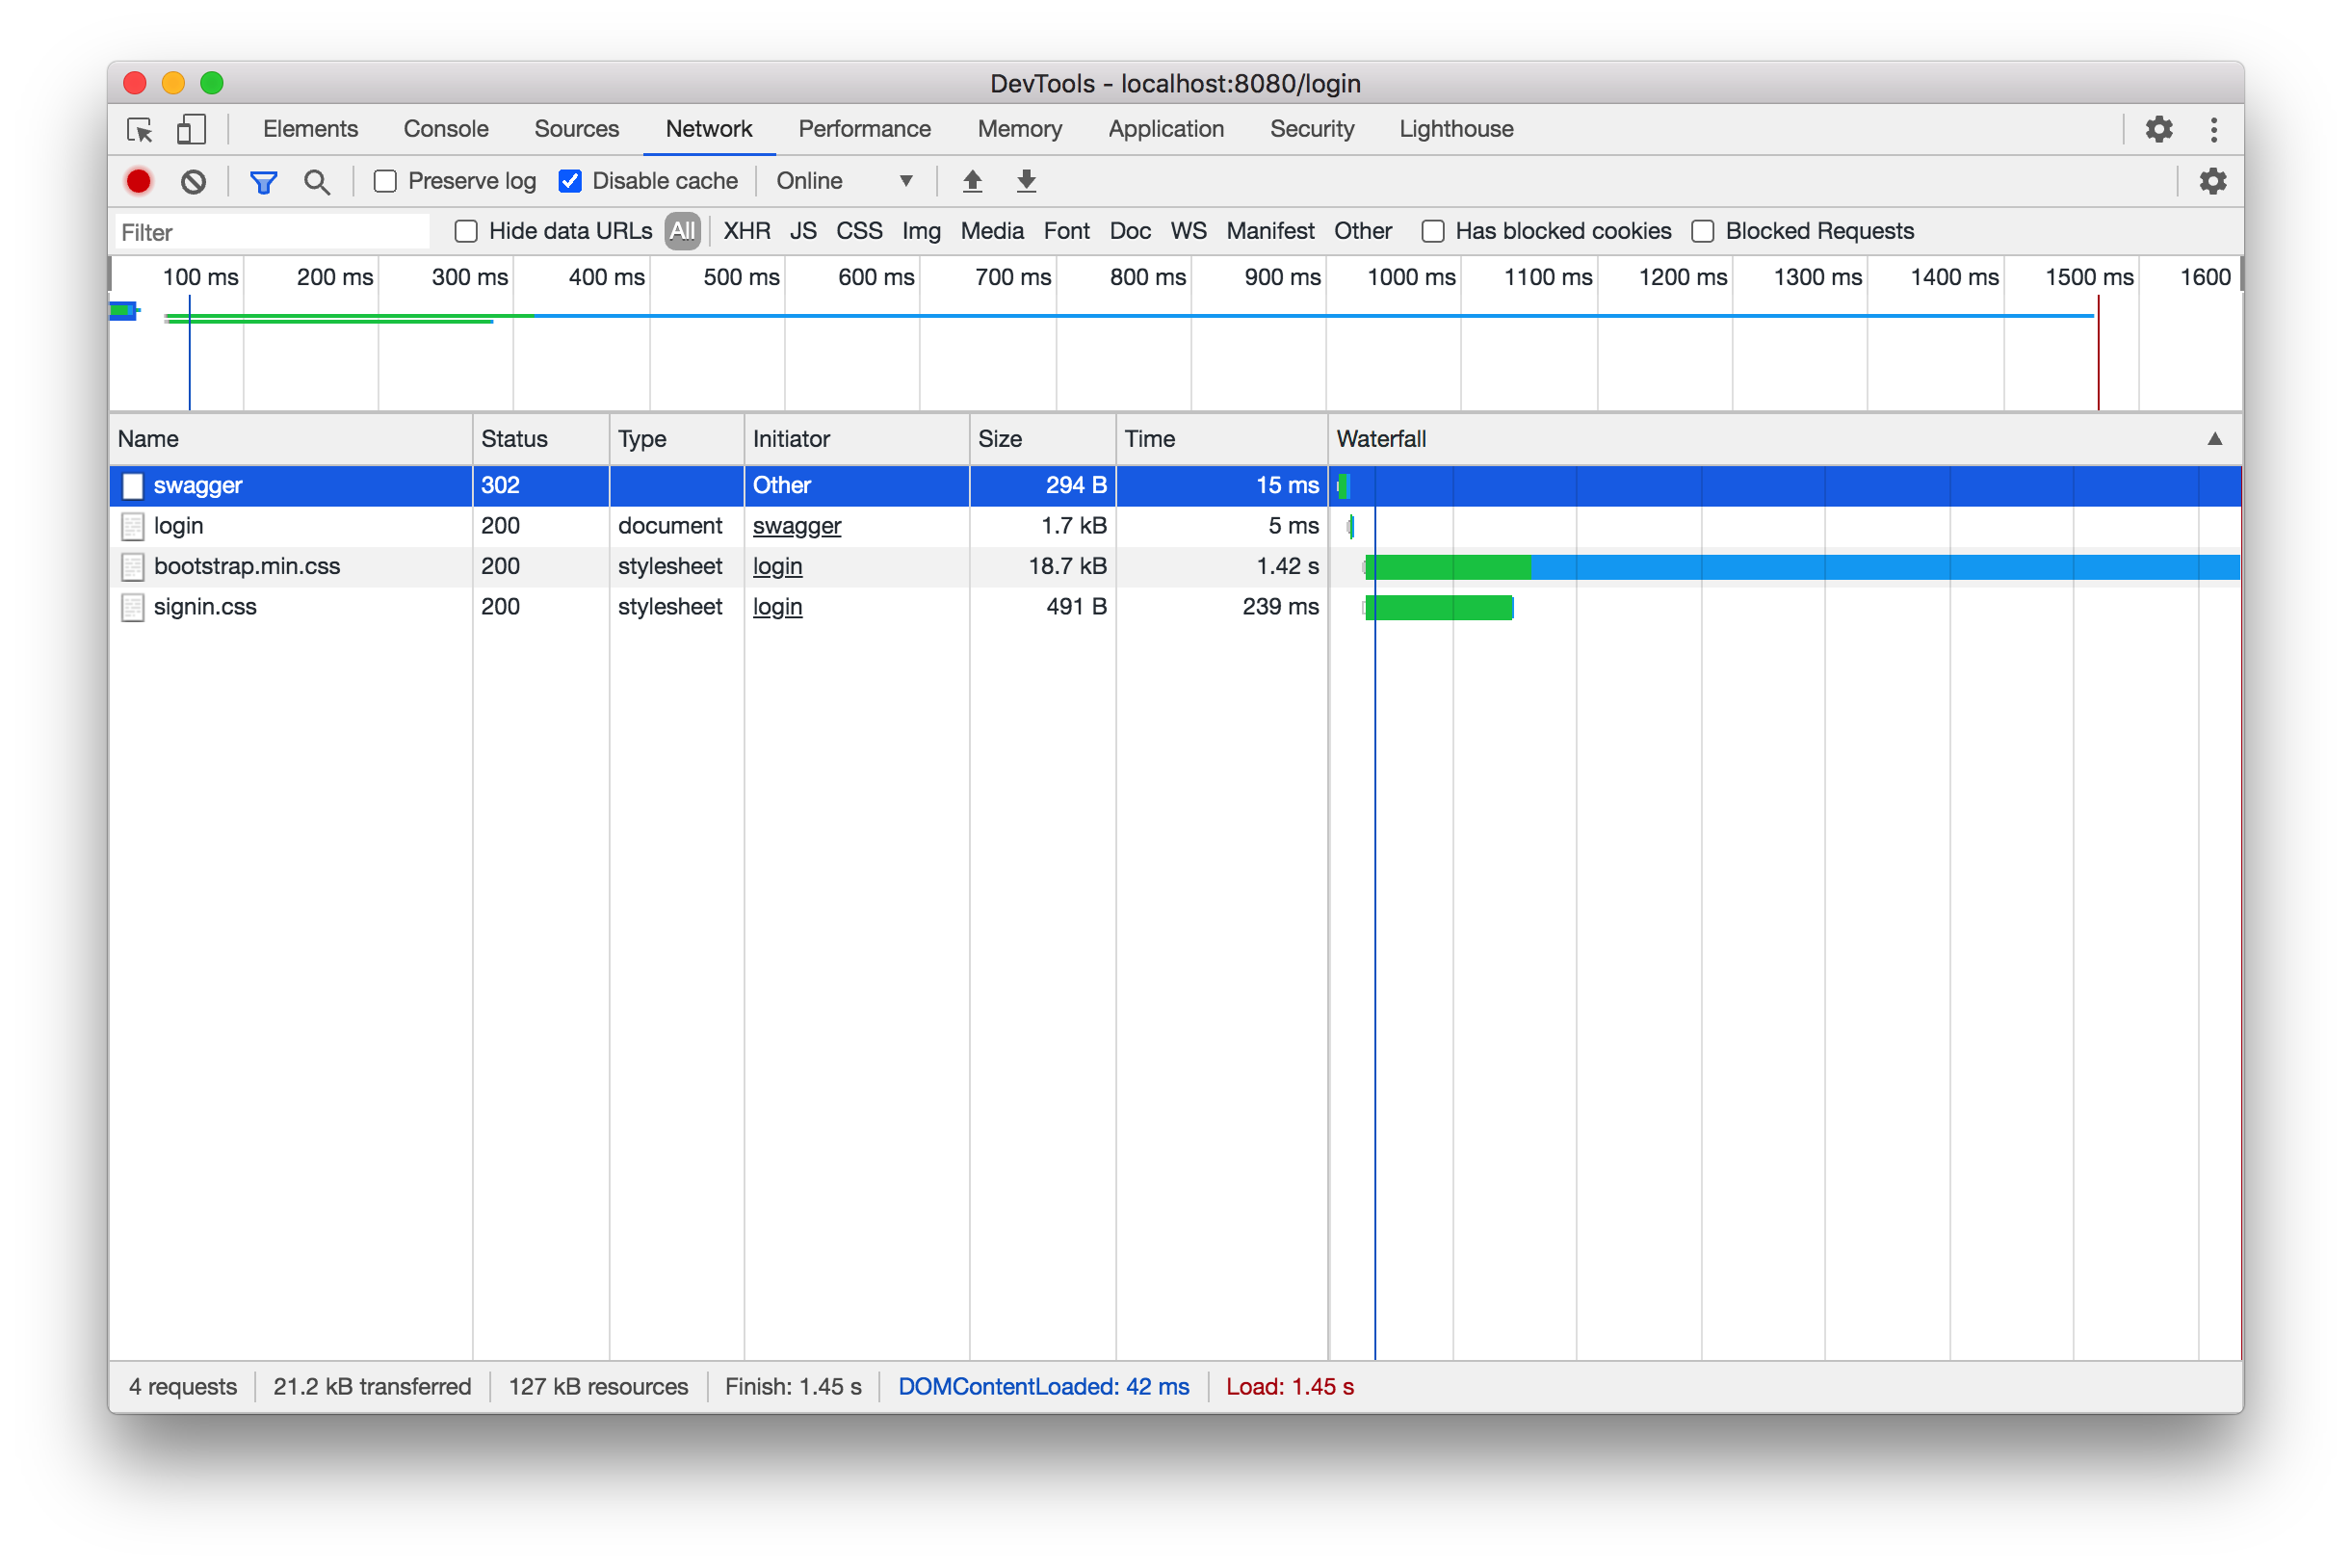 DevTools - localhost:8080/login
Elements Console Sources Network Performance Memory Application Security Lighthouse
Preserve log Disable cache Online
Filter Hide data URLs All XHR JS CSS Img Media Font Doc WS Manifest Other Has blocked cookies Blocked Requests
100 ms 200 ms 300 ms 400 ms 500 ms 600 ms 700 ms 800 ms 900 ms 1000 ms 1100 ms 1200 ms 1300 ms 1400 ms 1500 ms 1600
Name Status Type Initiator Size Time Waterfall
swagger 302 Other 294 B 15 ms
login 200 document swagger 1.7 kB 5 ms
bootstrap.min.css 200 stylesheet login 18.7 kB 1.42 s
signin.css 200 stylesheet login 491 B 239 ms
4 requests 21.2 kB transferred 127 kB resources Finish: 1.45 s DOMContentLoaded: 42 ms Load: 1.45 s